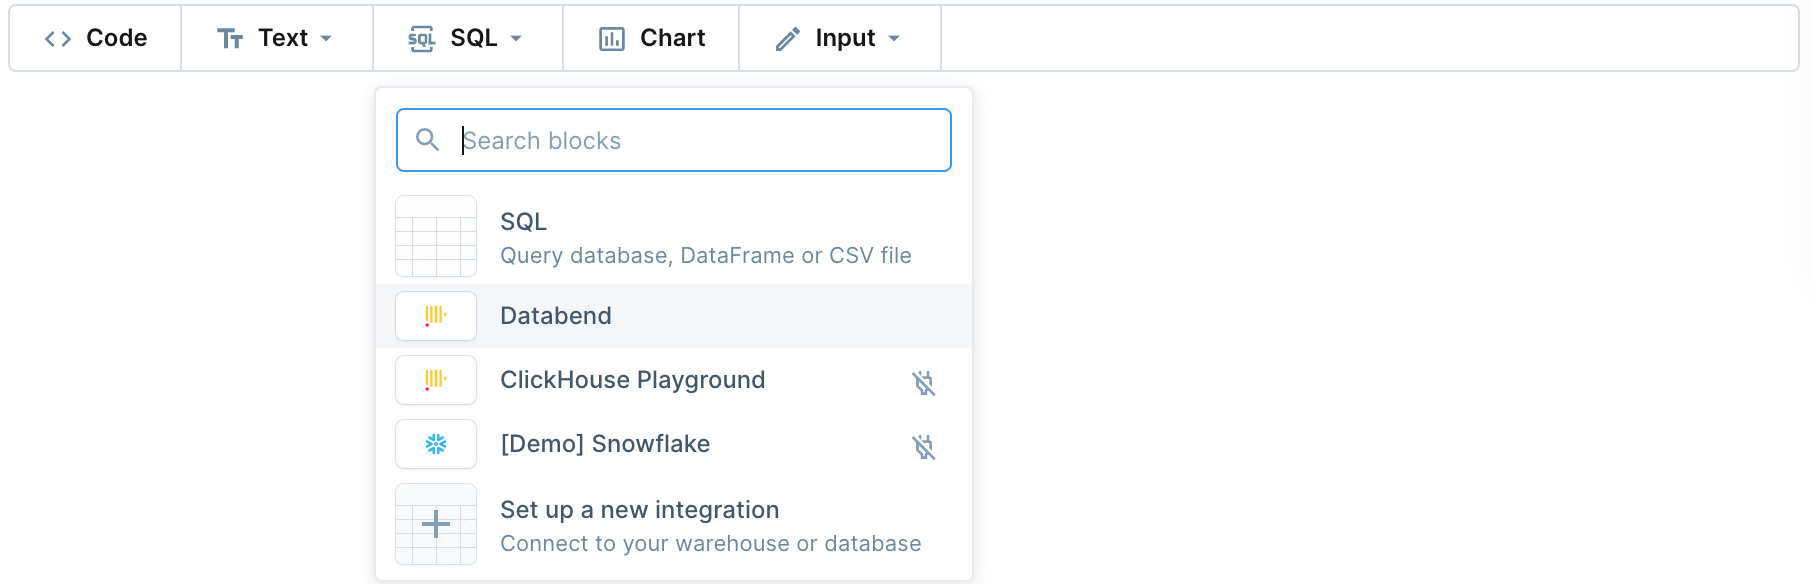 Code Text SQL Chart Input
Search blocks
SQL
Query database, DataFrame or CSV file
Databend
ClickHouse Playground
[Demo] Snowflake
Set up a new integration
Connect to your warehouse or database